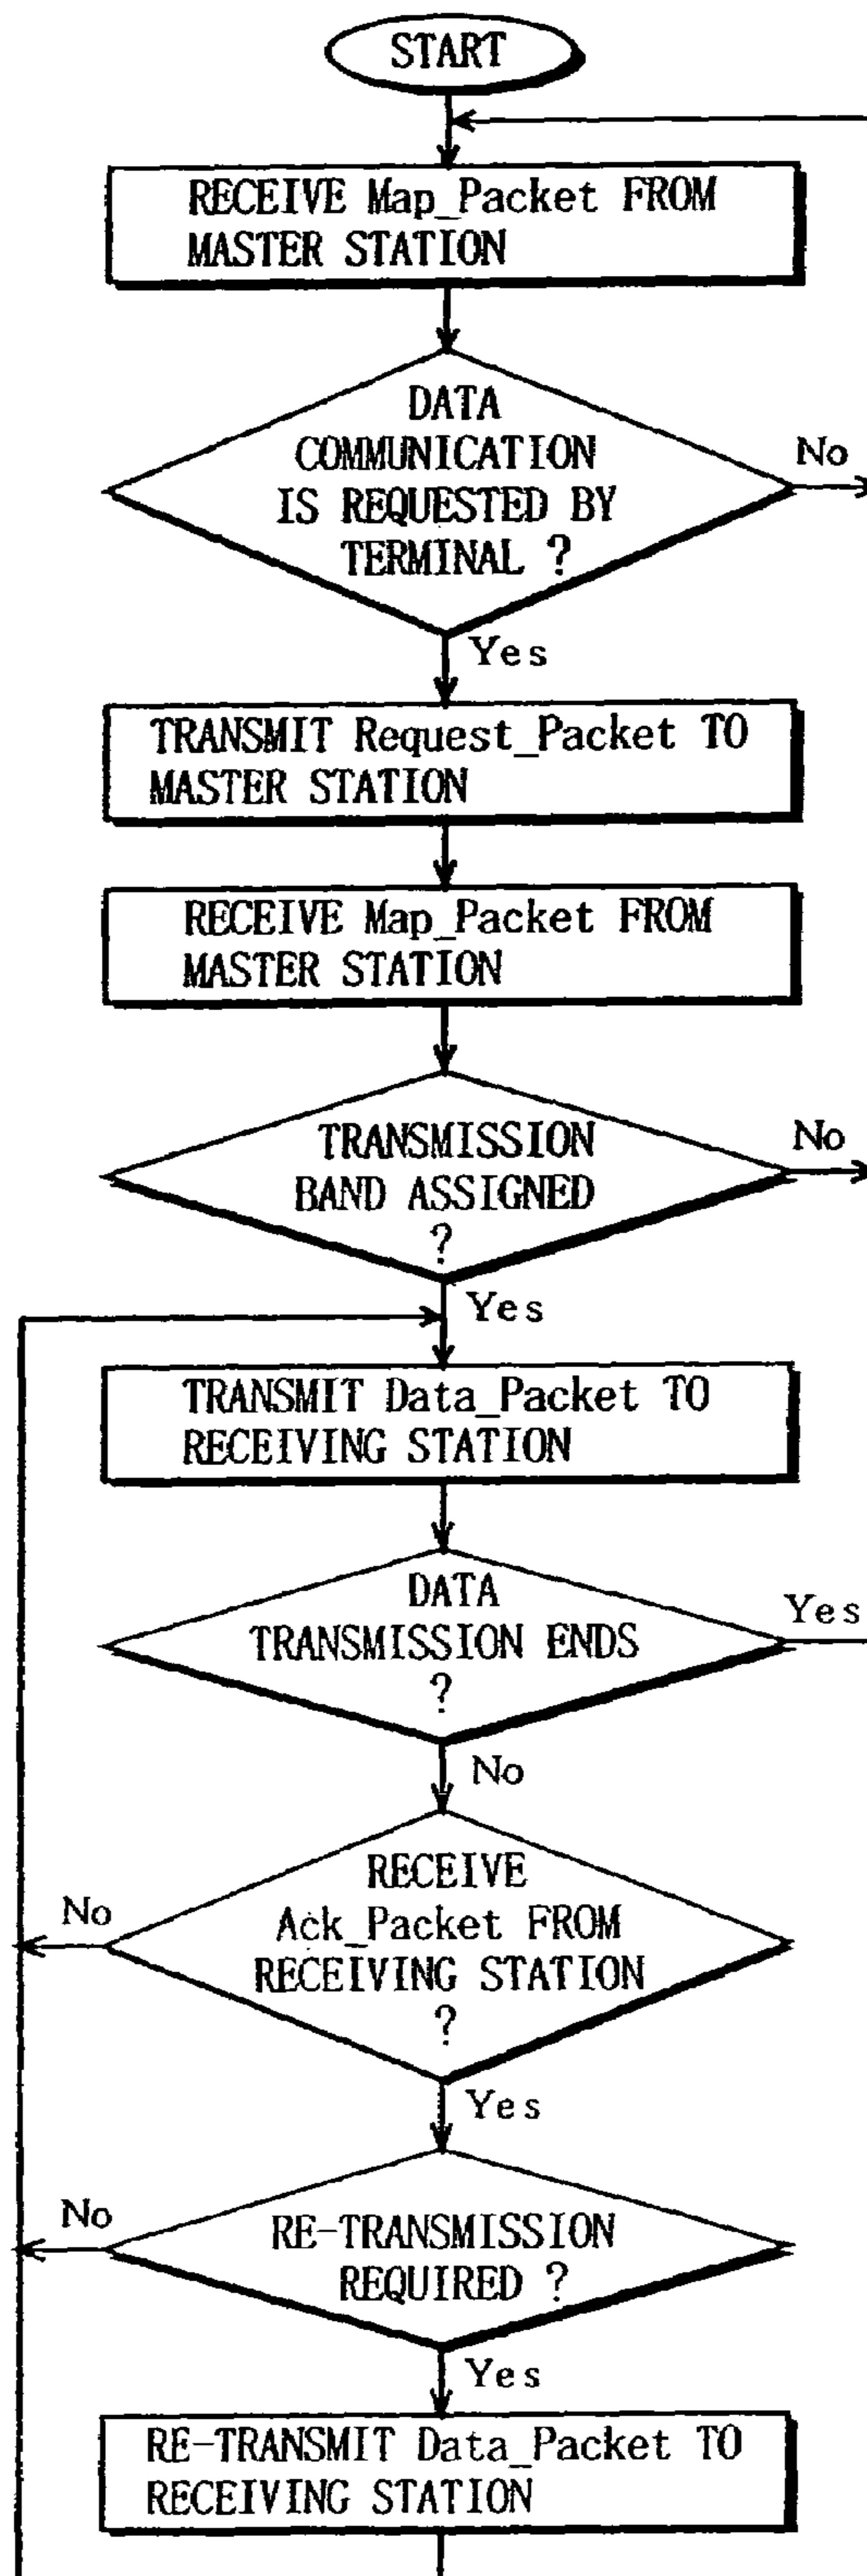 START
RECEIVE Map_Packet FROM
MASTER STATION
DATA
COMMUNICATION
IS REQUESTED BY
TERMINAL ?
No
Yes
TRANSMIT Request_Packet TO
MASTER STATION
RECEIVE Map_Packet FROM
MASTER STATION
TRANSMISSION
BAND ASSIGNED
?
No
Yes
TRANSMIT Data_Packet TO
RECEIVING STATION
DATA
TRANSMISSION ENDS
?
Yes
No
RECEIVE
Ack_Packet FROM
RECEIVING STATION
?
No
Yes
RE-TRANSMISSION
REQUIRED ?
No
Yes
RE-TRANSMIT Data_Packet TO
RECEIVING STATION